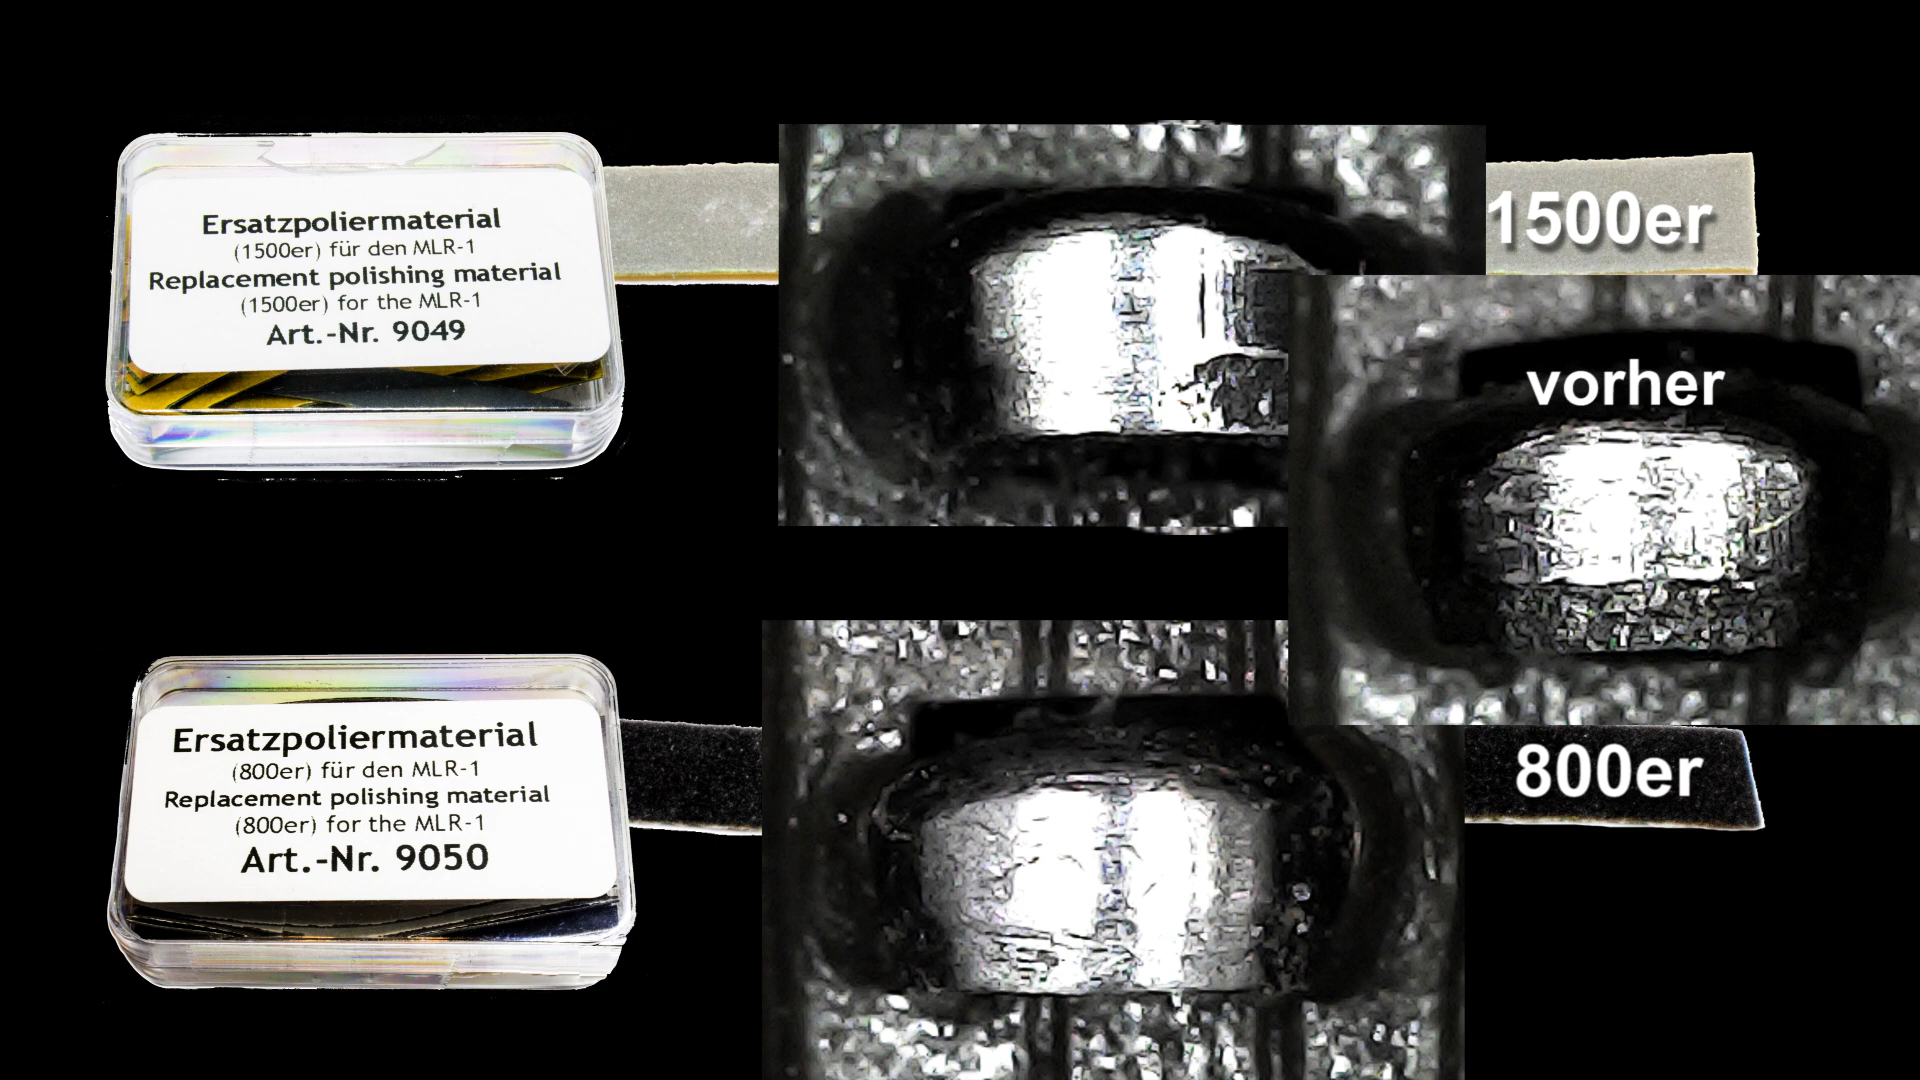 Ersatzpoliermaterial
(1500er) für den MLR-1
Replacement polishing material
(1500er) for the MLR-1
Art.-Nr. 9049
1500er
vorher
Ersatzpoliermaterial
(800er) für den MLR-1
Replacement polishing material
(800er) for the MLR-1
Art.-Nr. 9050
800er